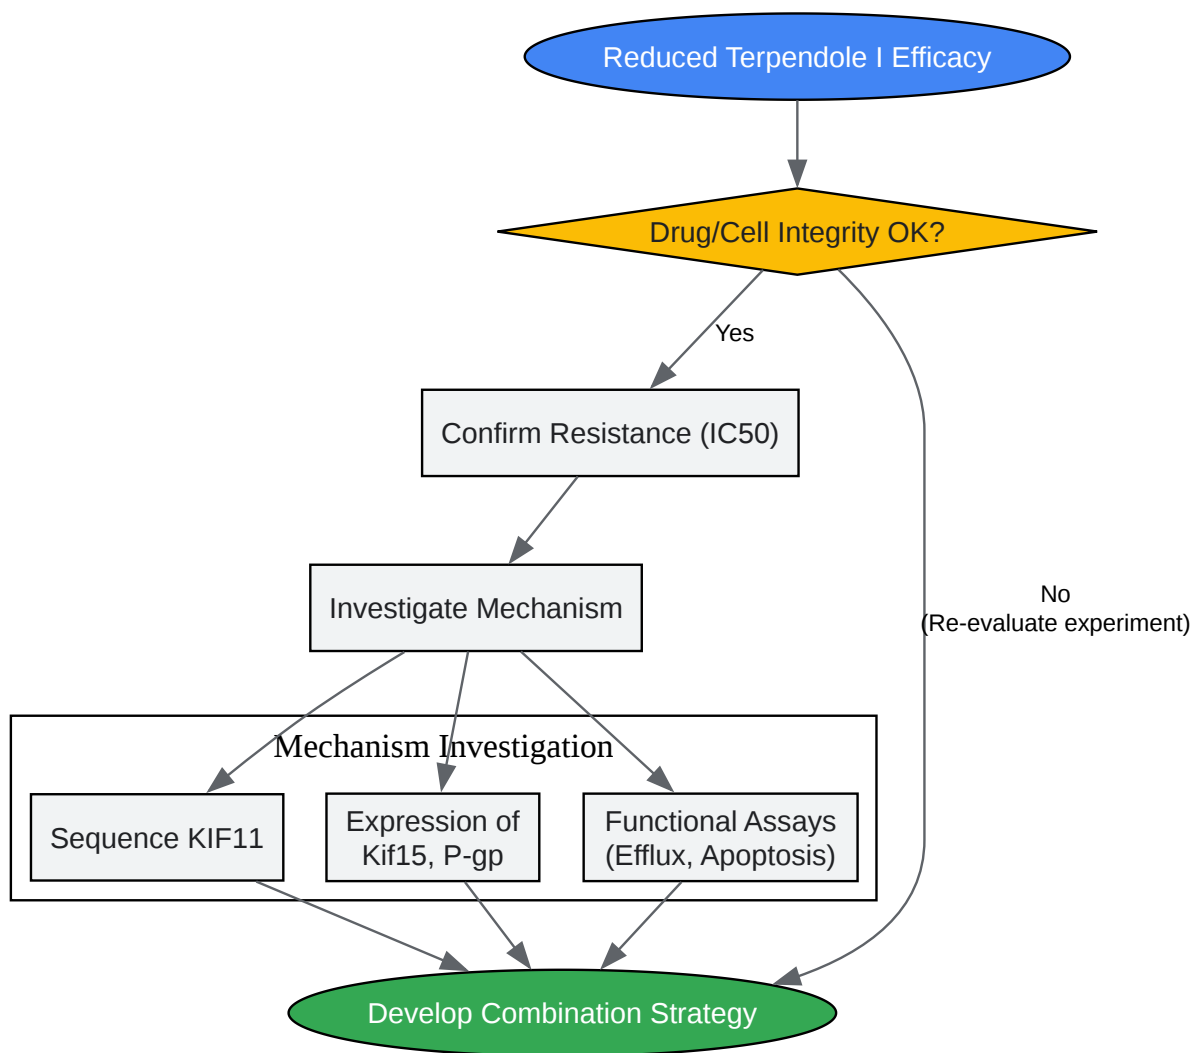 Reduced Terpendole I Efficacy
Drug/Cell Integrity OK?
Yes
Confirm Resistance (IC50)
Investigate Mechanism
No
(Re-evaluate experiment)
Mechanism Investigation
Sequence KIF11
Expression of
Kif15, P-gp
Functional Assays
(Efflux, Apoptosis)
Develop Combination Strategy